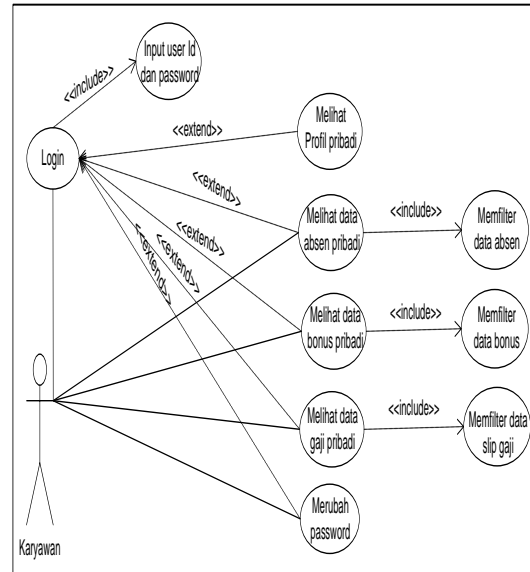 Input user Id
dan password
<<include>>
Login
Melihat
Profil pribadi
<<extend>>
<<extend>>
Melihat data
absen pribadi
<<include>>
Memfilter
data absen
<<extend>>
Melihat data
bonus pribadi
<<include>>
Memfilter
data bonus
<<extend>>
Melihat data
gaji pribadi
<<include>>
Memfilter data
slip gaji
<<extend>>
Merubah
password
Karyawan